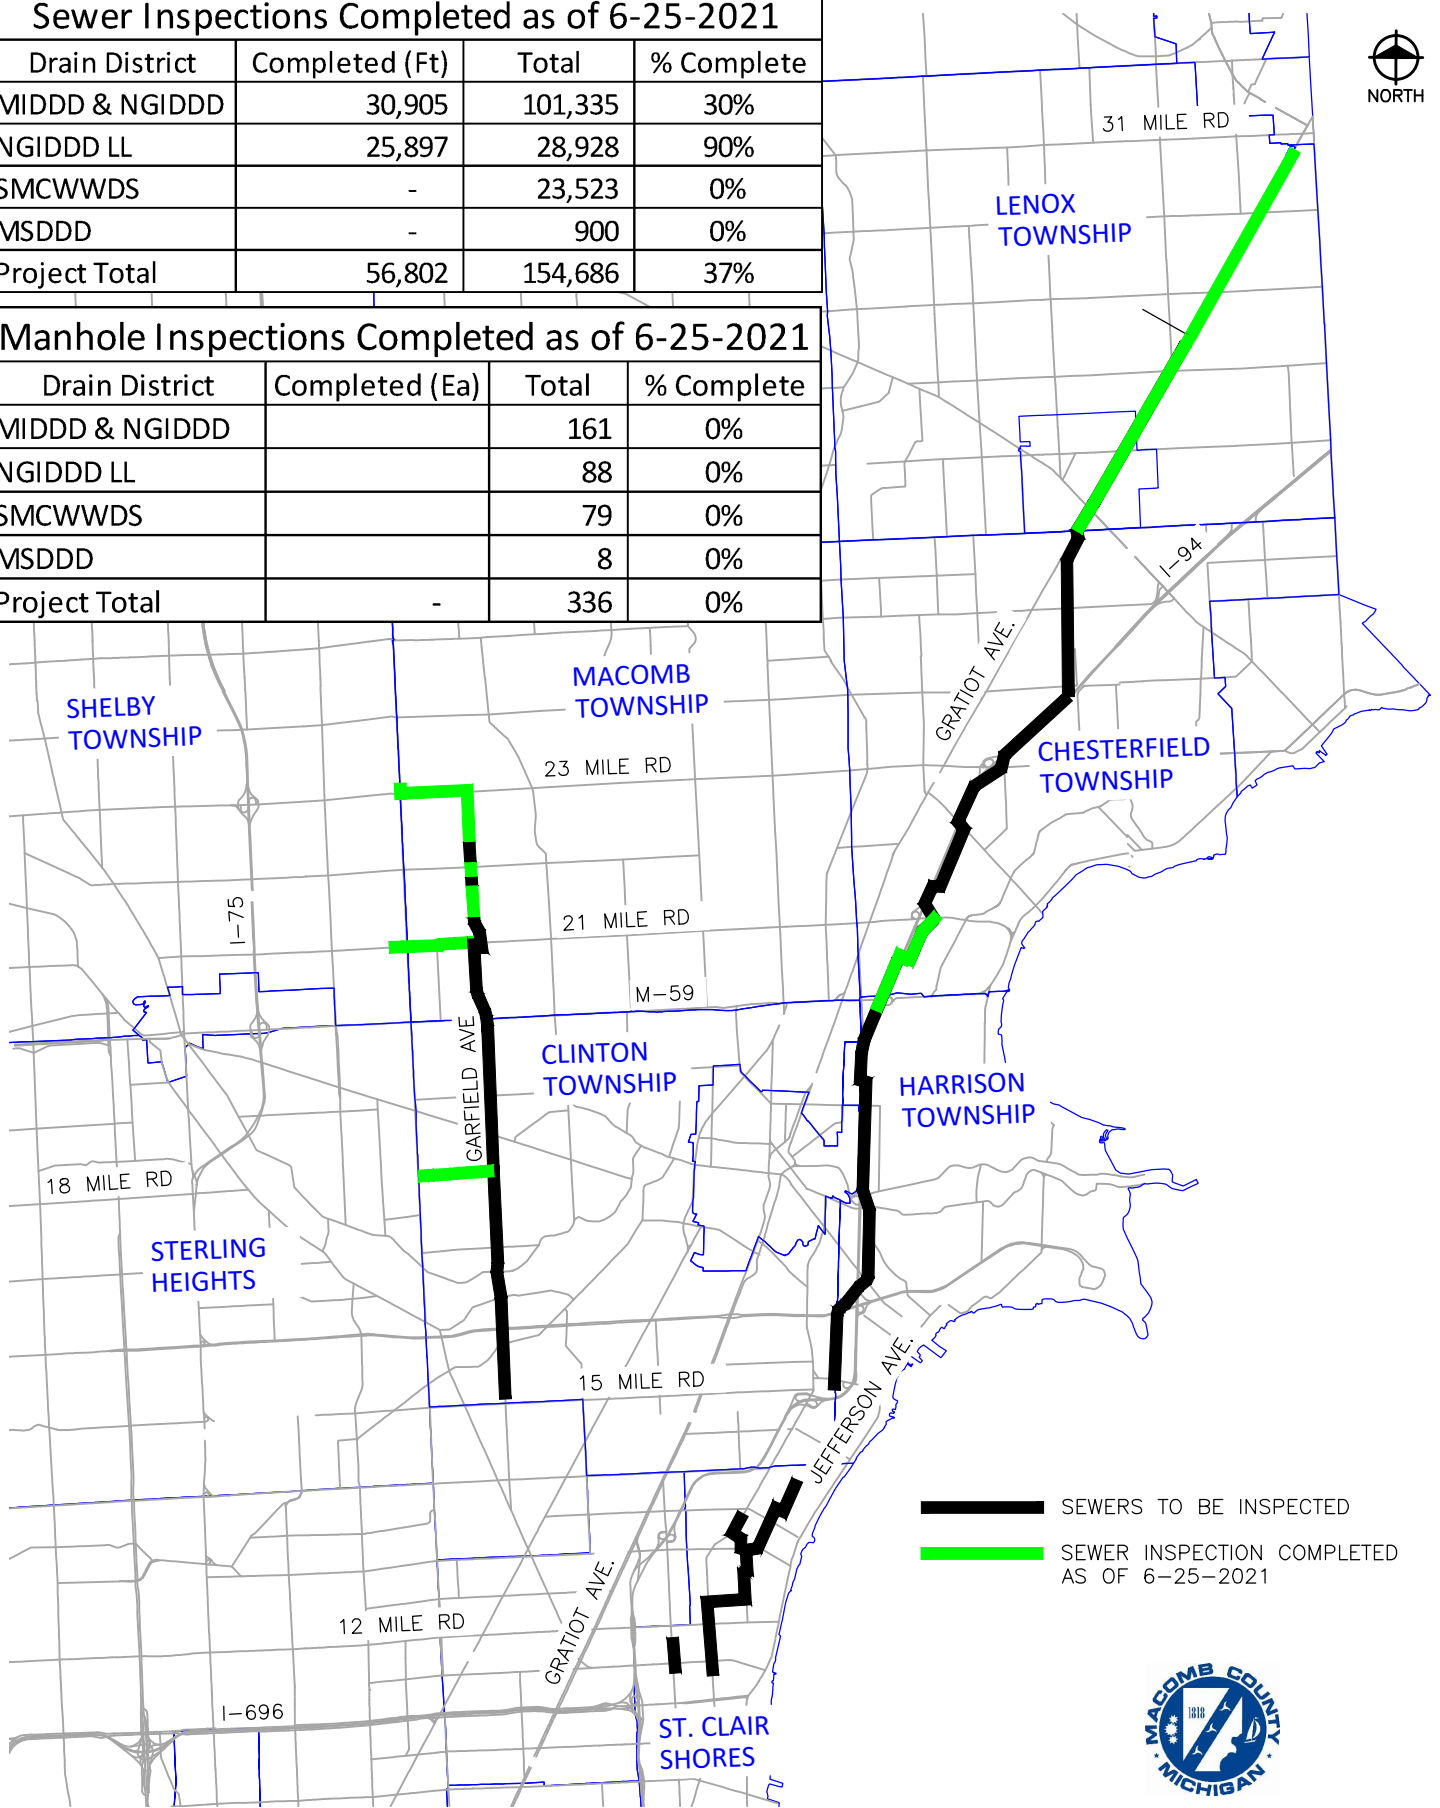 Sewer Inspections Completed as of 6-25-2021
Drain District Completed (Ft) Total % Complete
MIDDD & NGIDDD 30,905 101,335 30%
NGIDDD LL 25,897 28,928 90%
SMCWWDS - 23,523 0%
MSDDD - 900 0%
Project Total 56,802 154,686 37%
Manhole Inspections Completed as of 6-25-2021
Drain District Completed (Ea) Total % Complete
MIDDD & NGIDDD 161 0%
NGIDDD LL 88 0%
SMCWWDS 79 0%
MSDDD 8 0%
Project Total - 336 0%
NORTH
31 MILE RD
LENOX
TOWNSHIP
I-94
GRATIOT AVE.
MACOMB
TOWNSHIP
SHELBY
TOWNSHIP
CHESTERFIELD
TOWNSHIP
23 MILE RD
I-75
21 MILE RD
M-59
GARFIELD AVE
CLINTON
TOWNSHIP
HARRISON
TOWNSHIP
18 MILE RD
STERLING
HEIGHTS
15 MILE RD
JEFFERSON AVE.
SEWERS TO BE INSPECTED
SEWER INSPECTION COMPLETED
AS OF 6-25-2021
12 MILE RD
GRATIOT AVE.
I-696
ST. CLAIR
SHORES
MACOMB COUNTY
1818
MICHIGAN